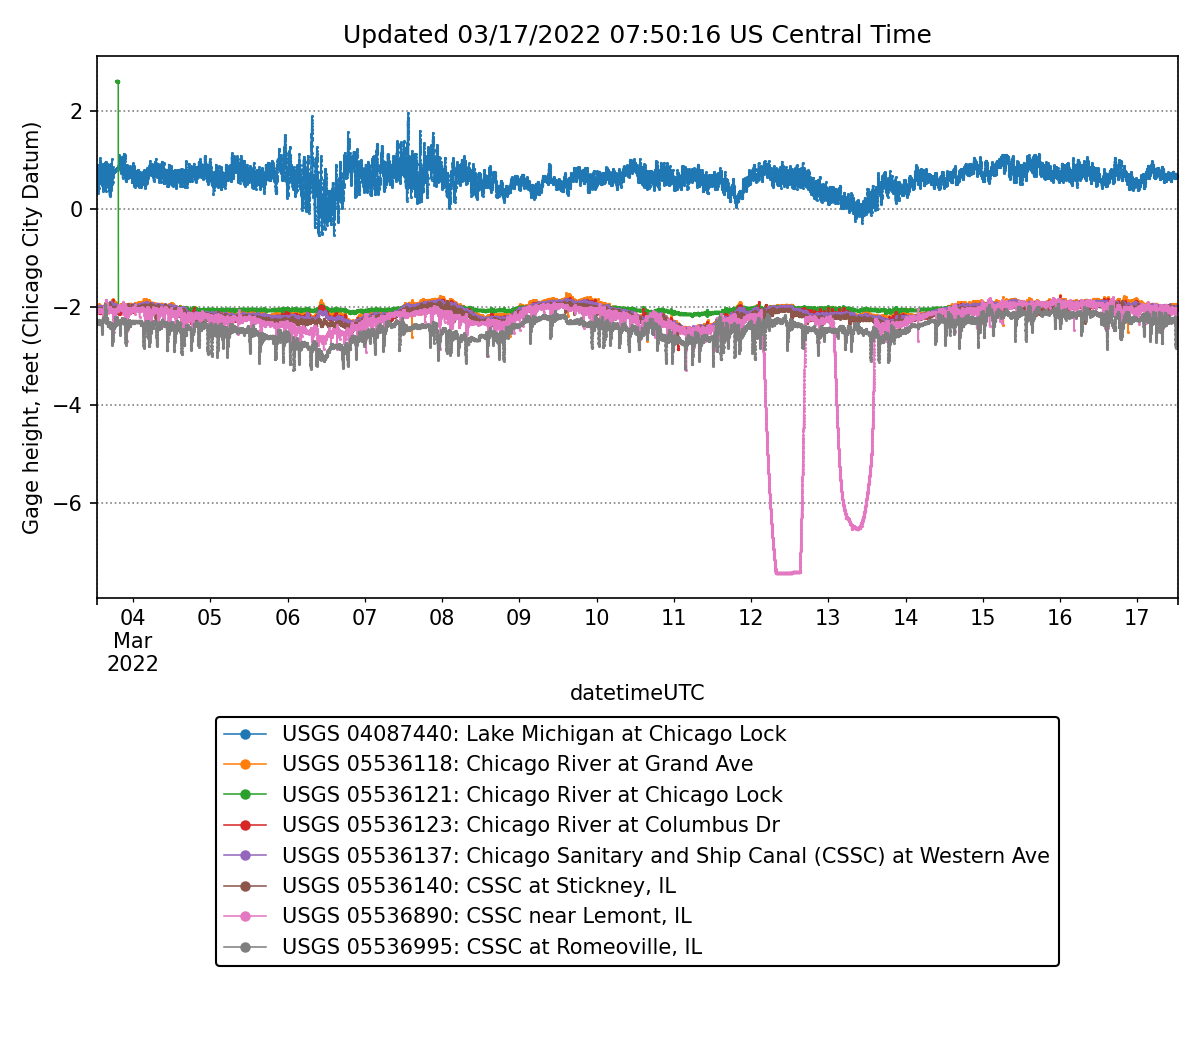 Updated 03/17/2022 07:50:16 US Central Time
Gage height, feet (Chicago City Datum)
2
0
−2
−4
−6
04 05 06 07 08 09 10 11 12 13 14 15 16 17
Mar
2022
datetimeUTC
USGS 04087440: Lake Michigan at Chicago Lock
USGS 05536118: Chicago River at Grand Ave
USGS 05536121: Chicago River at Chicago Lock
USGS 05536123: Chicago River at Columbus Dr
USGS 05536137: Chicago Sanitary and Ship Canal (CSSC) at Western Ave
USGS 05536140: CSSC at Stickney, IL
USGS 05536890: CSSC near Lemont, IL
USGS 05536995: CSSC at Romeoville, IL